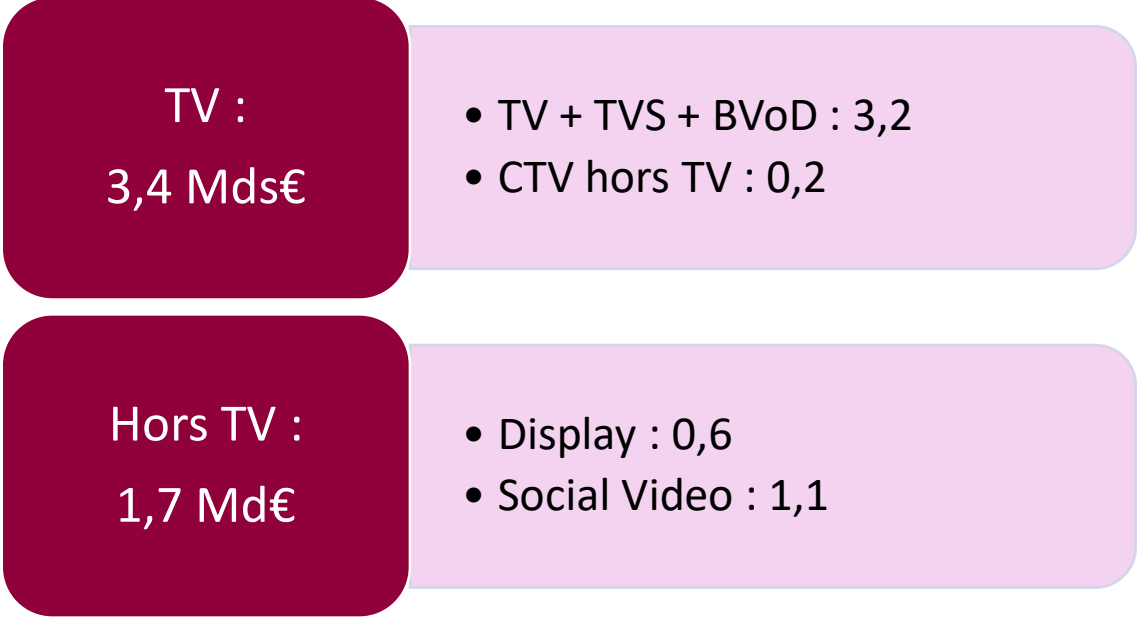 TV :
3,4 Mds€
• TV + TVS + BVoD : 3,2
• CTV hors TV : 0,2
Hors TV :
1,7 Md€
• Display : 0,6
• Social Video : 1,1